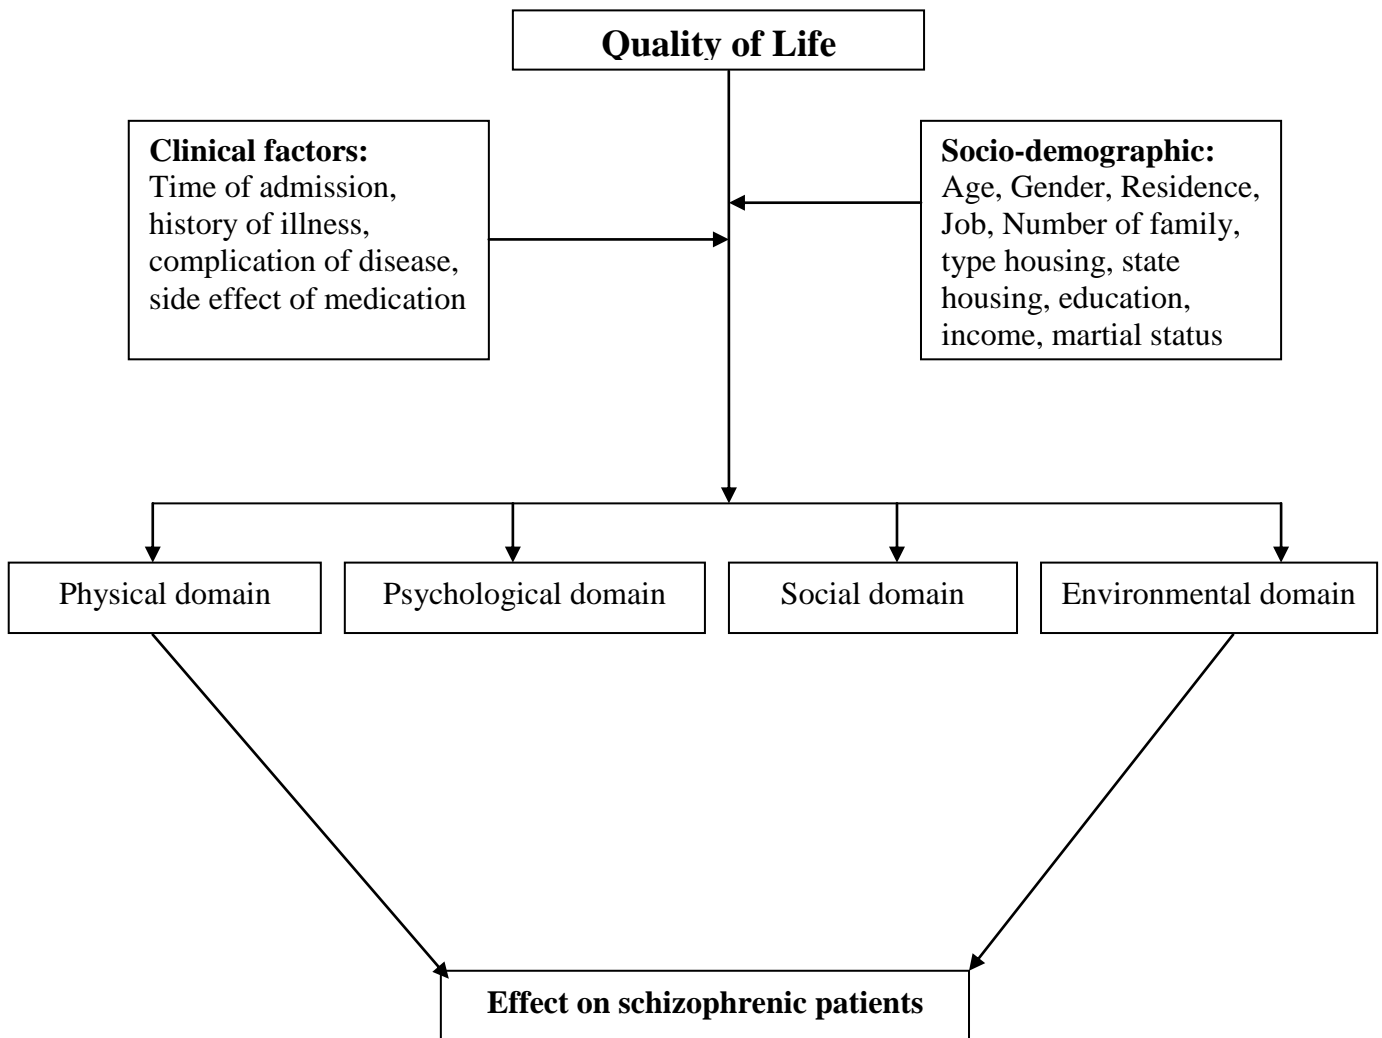 Quality of Life
Clinical factors:
Time of admission,
history of illness,
complication of disease,
side effect of medication
Socio-demographic:
Age, Gender, Residence,
Job, Number of family,
type housing, state
housing, education,
income, martial status
Physical domain
Psychological domain
Social domain
Environmental domain
Effect on schizophrenic patients